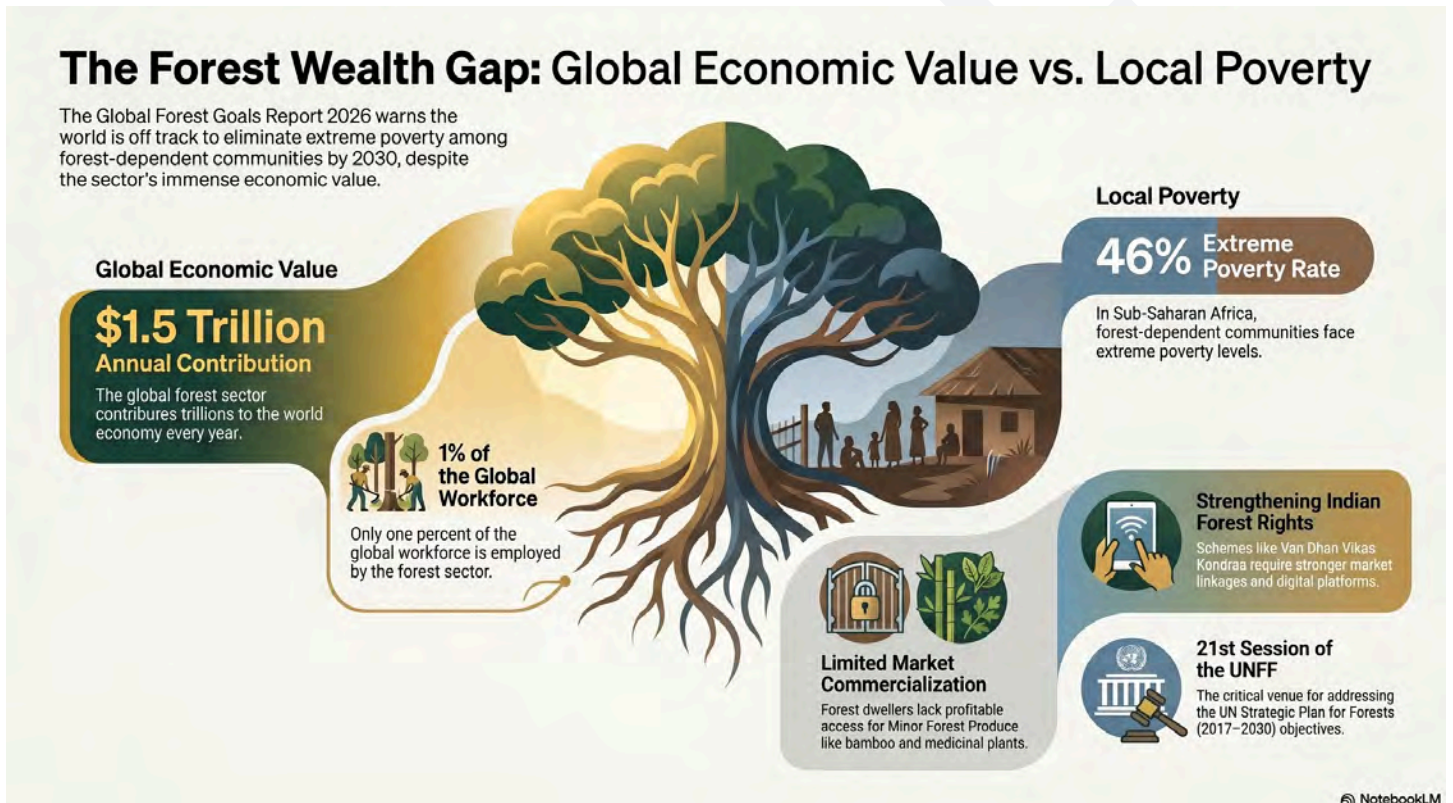 The Forest Wealth Gap: Global Economic Value vs. Local Poverty
The Global Forest Goals Report 2026 warns the
world is off track to eliminate extreme poverty among
forest-dependent communities by 2030, despite
the sector's immense economic value.
Global Economic Value
$1.5 Trillion
Annual Contribution
The global forest sector
contribures trillions to the world
economy every year.
1% of
the Global
Workforce
Only one percent of the
global workforce is employed
by the forest sector.
Local Poverty
46% Extreme
Poverty Rate
In Sub-Saharan Africa,
forest-dependent communities face
extreme poverty levels.
Limited Market
Commercialization
Forest dwellers lack profitable
access for Minor Forest Produce
like bamboo and medicinal plants.
Strengthening Indian
Forest Rights
Schemes like Van Dhan Vikas
Kondraa require stronger market
linkages and digital platforms.
21st Session of
the UNFF
The critical venue for addressing
the UN Strategic Plan for Forests
(2017–2030) objectives.
NotebookLM